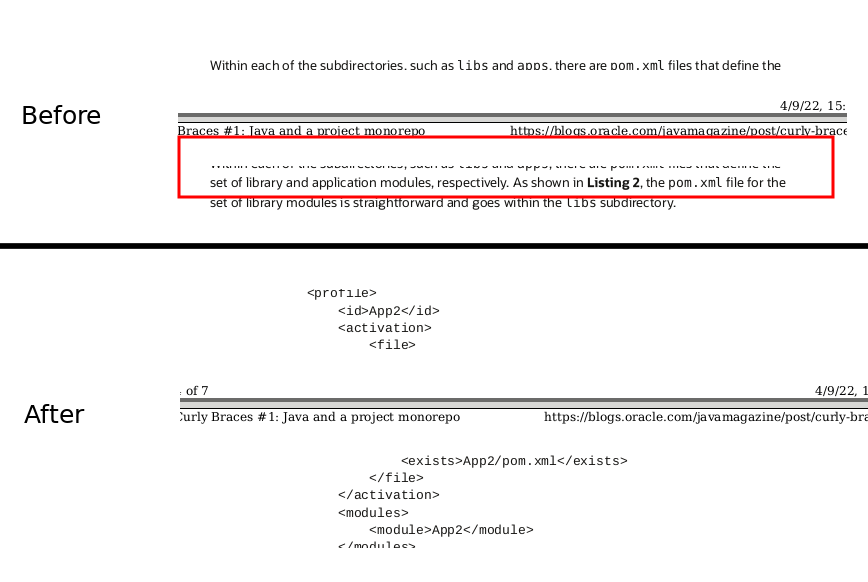 Within each of the subdirectories, such as libs and apps, there are pom.xml files that define the
Before
4/9/22, 15:
Braces #1: Java and a project monorepo https://blogs.oracle.com/javamagazine/post/curly-brace
Within each of the subdirectories, such as libs and apps, there are pom.xml files that define the
set of library and application modules, respectively. As shown in Listing 2, the pom.xml file for the
set of library modules is straightforward and goes within the libs subdirectory.
<profile>
<id>App2</id>
<activation>
<file>
of 7 4/9/22, 1
After
Curly Braces #1: Java and a project monorepo https://blogs.oracle.com/javamagazine/post/curly-bra
<exists>App2/pom.xml</exists>
</file>
</activation>
<modules>
<module>App2</module>
</modules>